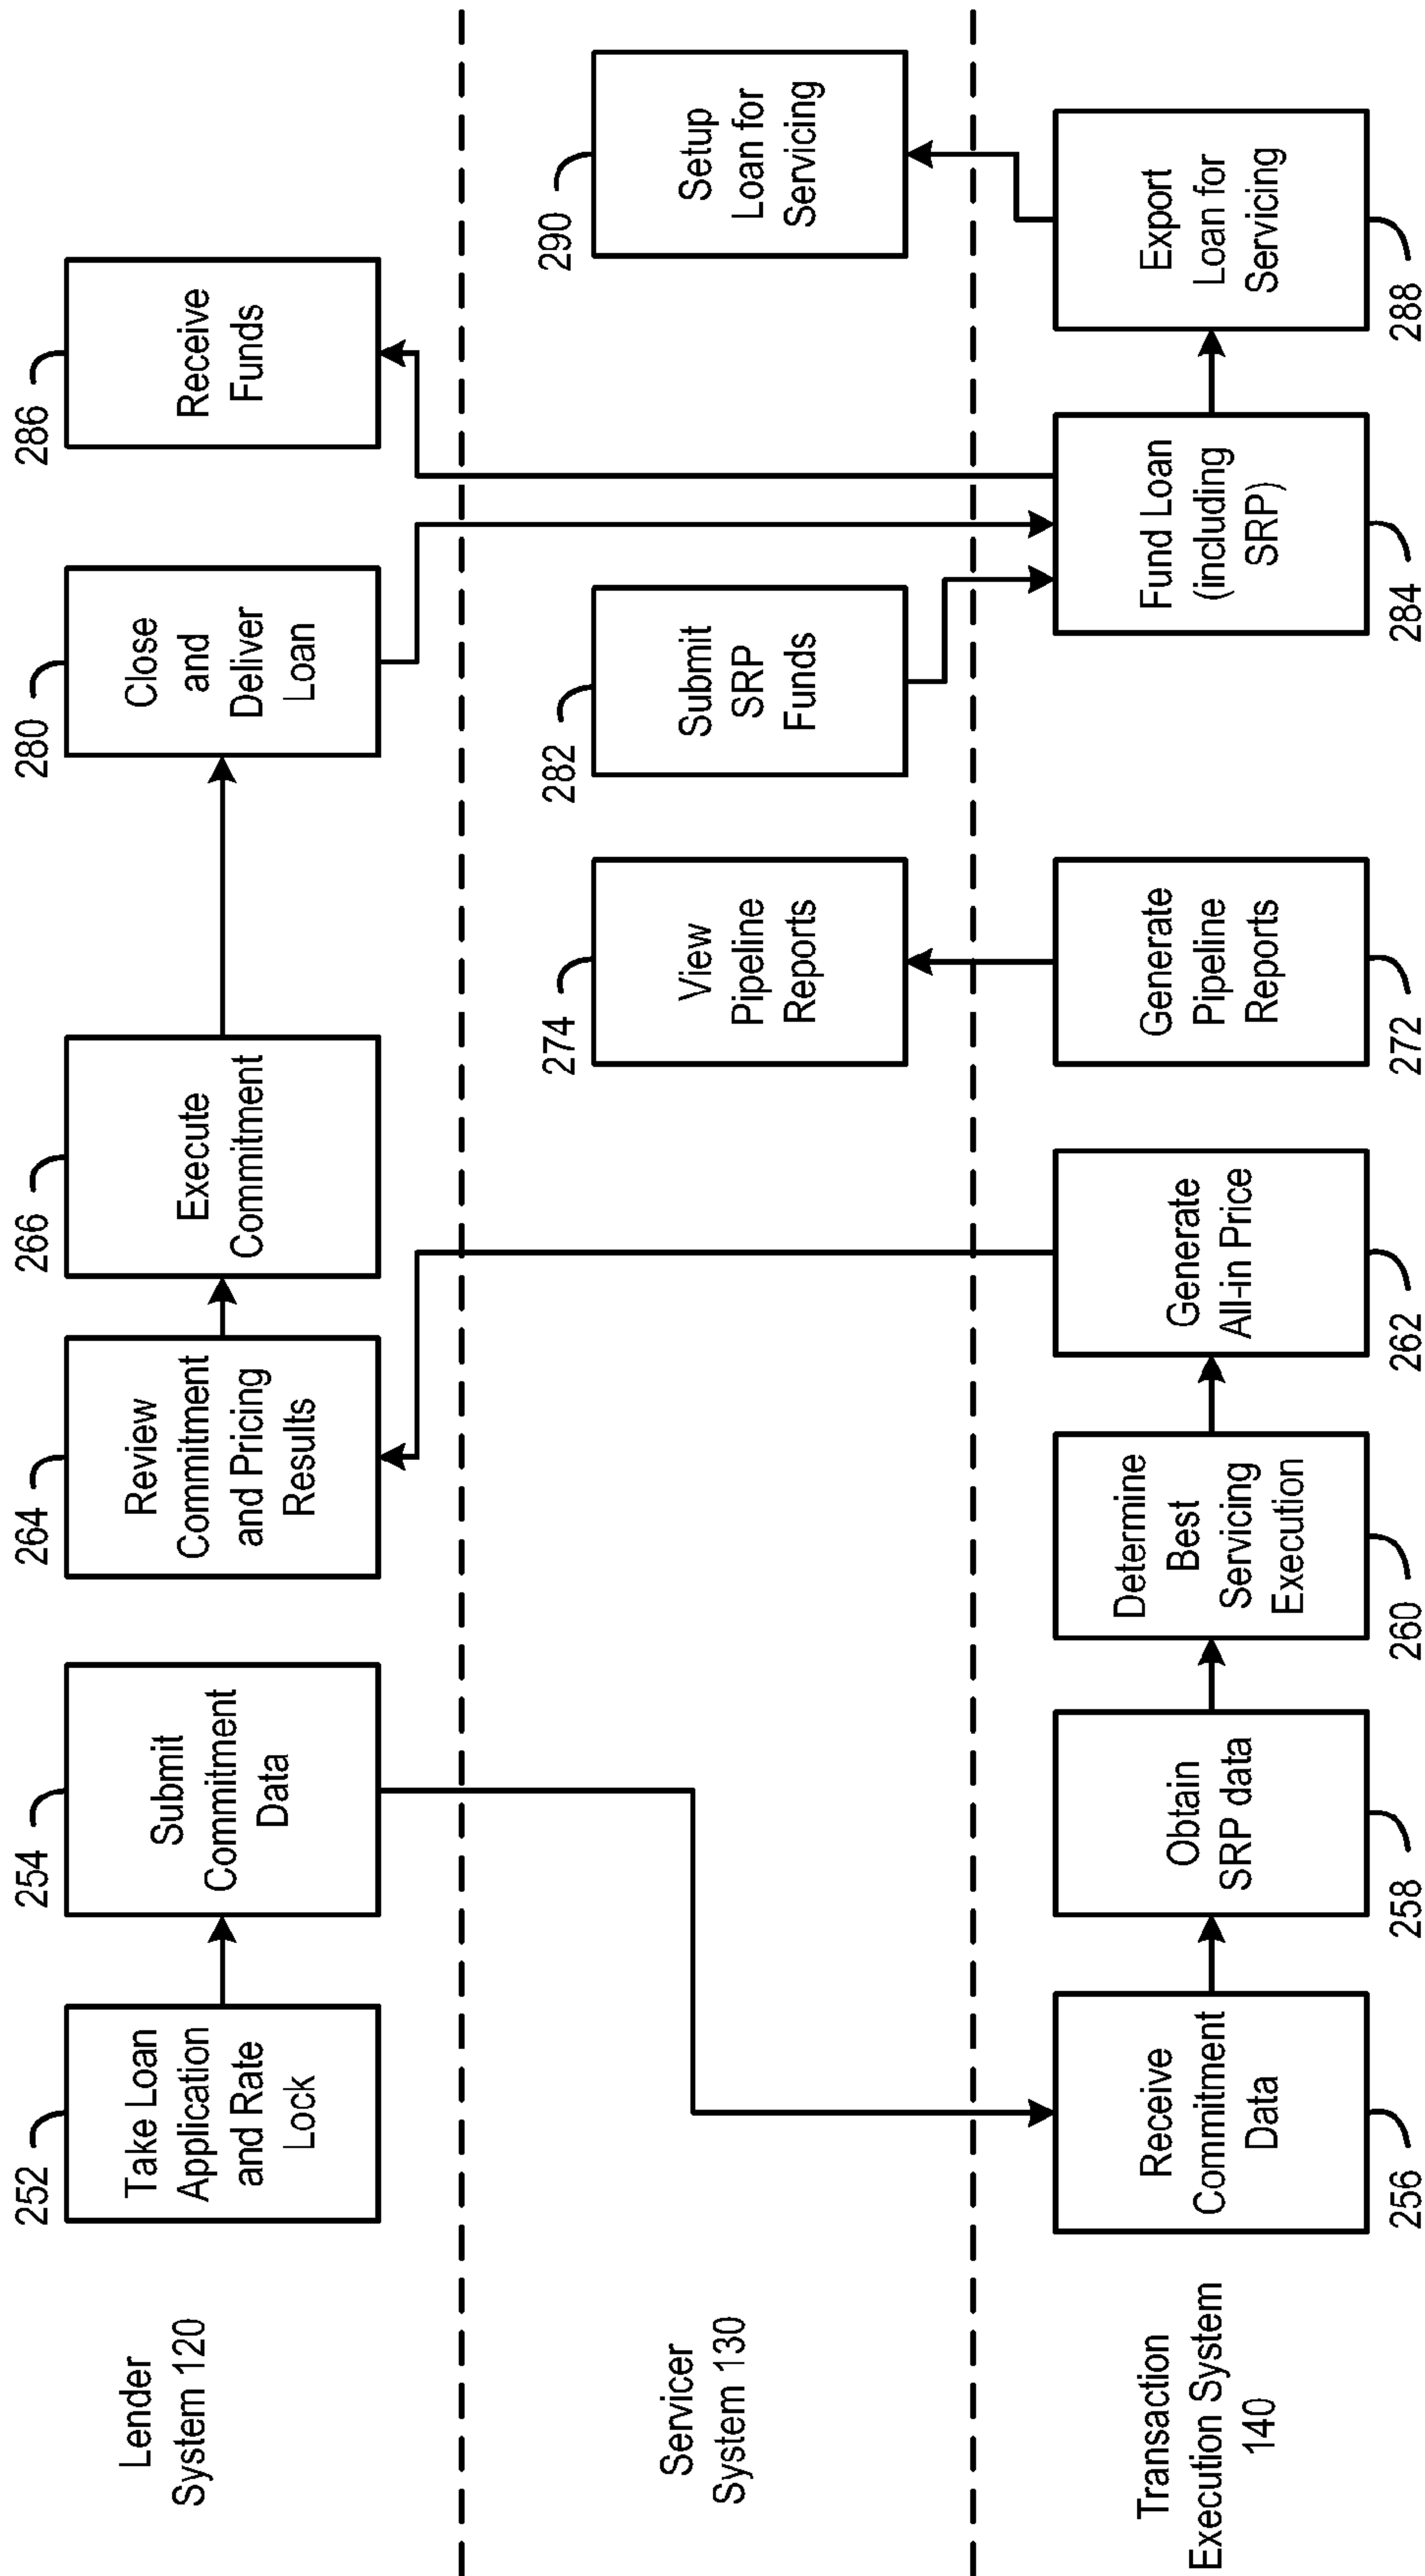 Lender
System 120
252
Take Loan
Application
and Rate
Lock
254
Submit
Commitment
Data
264
Review
Commitment
and Pricing
Results
266
Execute
Commitment
280
Close
and
Deliver
Loan
286
Receive
Funds
Servicer
System 130
274
View
Pipeline
Reports
282
Submit
SRP
Funds
290
Setup
Loan for
Servicing
Transaction
Execution System
140
Receive
Commitment
Data
256
Obtain
SRP data
258
Determine
Best
Servicing
Execution
260
Generate
All-in Price
262
Generate
Pipeline
Reports
272
Fund Loan
(including
SRP)
284
Export
Loan for
Servicing
288